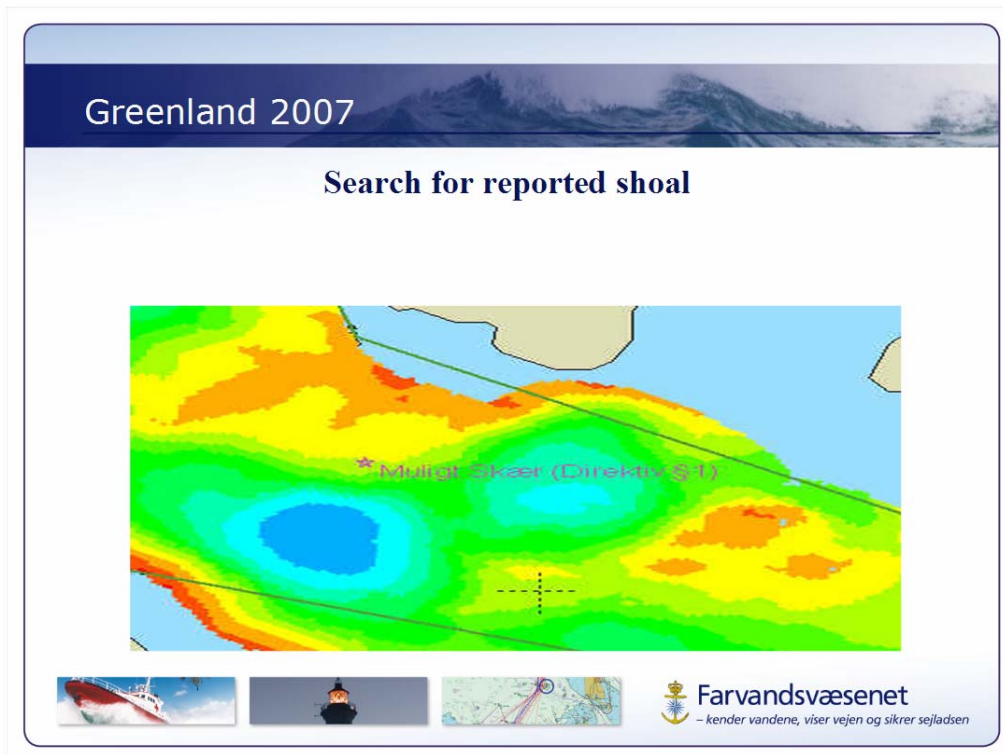 Greenland 2007
Search for reported shoal
Muligt Skær (Direktiv §1)
Farvandsvæsenet
– kender vandene, viser vejen og sikrer sejladsen